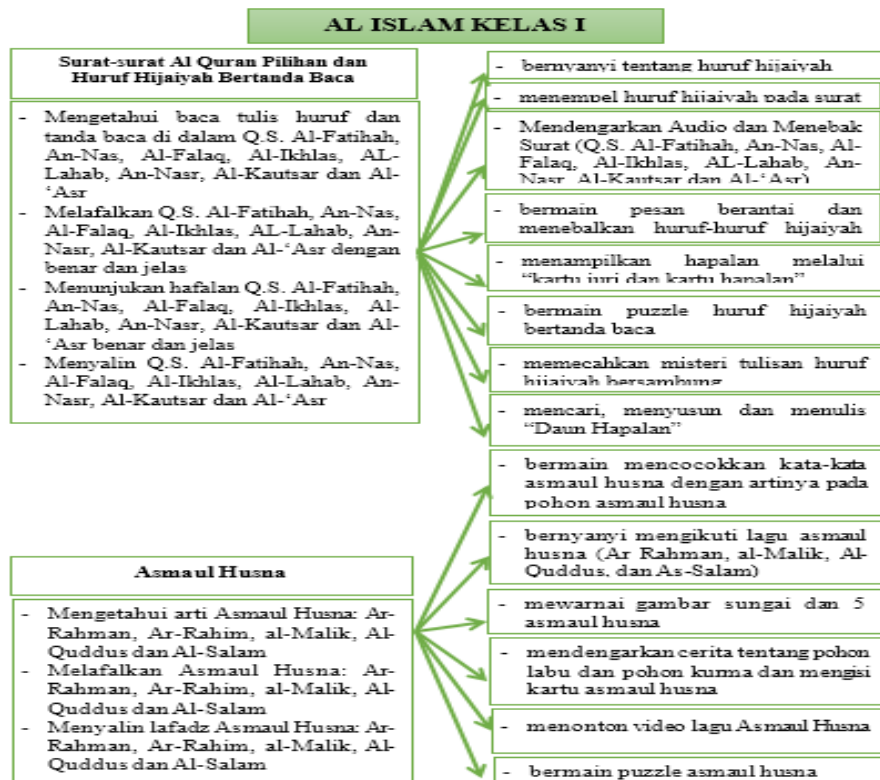 AL ISLAM KELAS I
Surat-surat Al Quran Pilihan dan
Huruf Hijaiyah Bertanda Baca
- Mengetahui baca tulis huruf dan
tanda baca di dalam Q.S. Al-Fatihah,
An-Nas, Al-Falaq, Al-Ikhlas, AL-
Lahab, An-Nasr, Al-Kautsar dan Al-
‘Asr
- Melafalkan Q.S. Al-Fatihah, An-Nas,
Al-Falaq, Al-Ikhlas, AL-Lahab, An-
Nasr, Al-Kautsar dan Al-‘Asr dengan
benar dan jelas
- Menunjukan hafalan Q.S. Al-Fatihah,
An-Nas, Al-Falaq, Al-Ikhlas, Al-
Lahab, An-Nasr, Al-Kautsar dan Al-
‘Asr benar dan jelas
- Menyalin Q.S. Al-Fatihah, An-Nas,
Al-Falaq, Al-Ikhlas, Al-Lahab, An-
Nasr, Al-Kautsar dan Al-‘Asr
- bernyanyi tentang huruf hijaiyah
- menempel huruf hijaiyah pada surat
- Mendengarkan Audio dan Menebak
Surat (Q.S. Al-Fatihah, An-Nas, Al-
Falaq, Al-Ikhlas, AL-Lahab, An-
Nasr, Al-Kautsar dan Al-‘Asr)
- bermain pesan berantai dan
menebalkan huruf-huruf hijaiyah
- menampilkan hapalan melalui
“kartu juri dan kartu hapalan”
- bermain puzzle huruf hijaiyah
bertanda baca
- memecahkan misteri tulisan huruf
hijaiyah bersambung
- mencari, menyusun dan menulis
“Daun Hapalan”
Asmaul Husna
- Mengetahui arti Asmaul Husna: Ar-
Rahman, Ar-Rahim, al-Malik, Al-
Quddus dan Al-Salam
- Melafalkan Asmaul Husna: Ar-
Rahman, Ar-Rahim, al-Malik, Al-
Quddus dan Al-Salam
- Menyalin lafadz Asmaul Husna: Ar-
Rahman, Ar-Rahim, al-Malik, Al-
Quddus dan Al-Salam
- bermain mencocokkan kata-kata
asmaul husna dengan artinya pada
pohon asmaul husna
- bernyanyi mengikuti lagu asmaul
husna (Ar Rahman, al-Malik, Al-
Quddus, dan As-Salam)
- mewarnai gambar sungai dan 5
asmaul husna
- mendengarkan cerita tentang pohon
labu dan pohon kurma dan mengisi
kartu asmaul husna
- menonton video lagu Asmaul Husna
- bermain puzzle asmaul husna